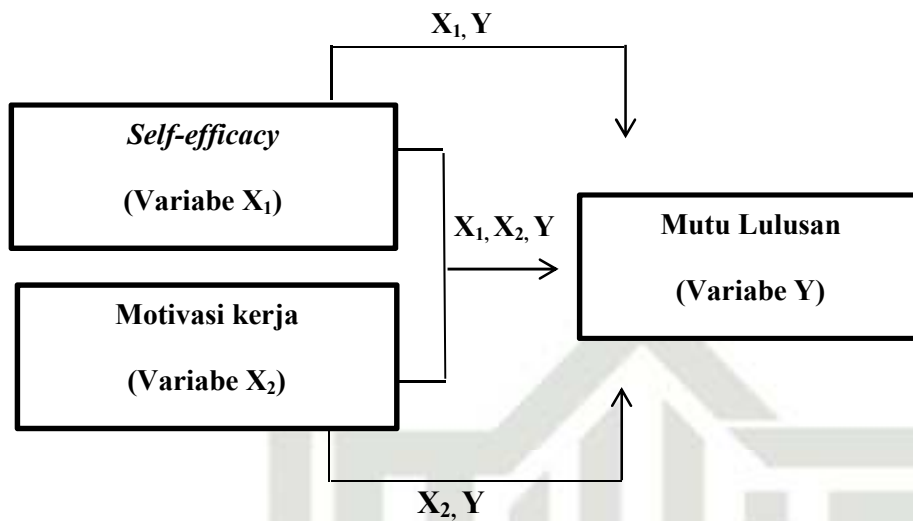 X₁, Y
Self-efficacy
(Variabe X₁)
X₁, X₂, Y
Mutu Lulusan
(Variabe Y)
Motivasi kerja
(Variabe X₂)
X₂, Y